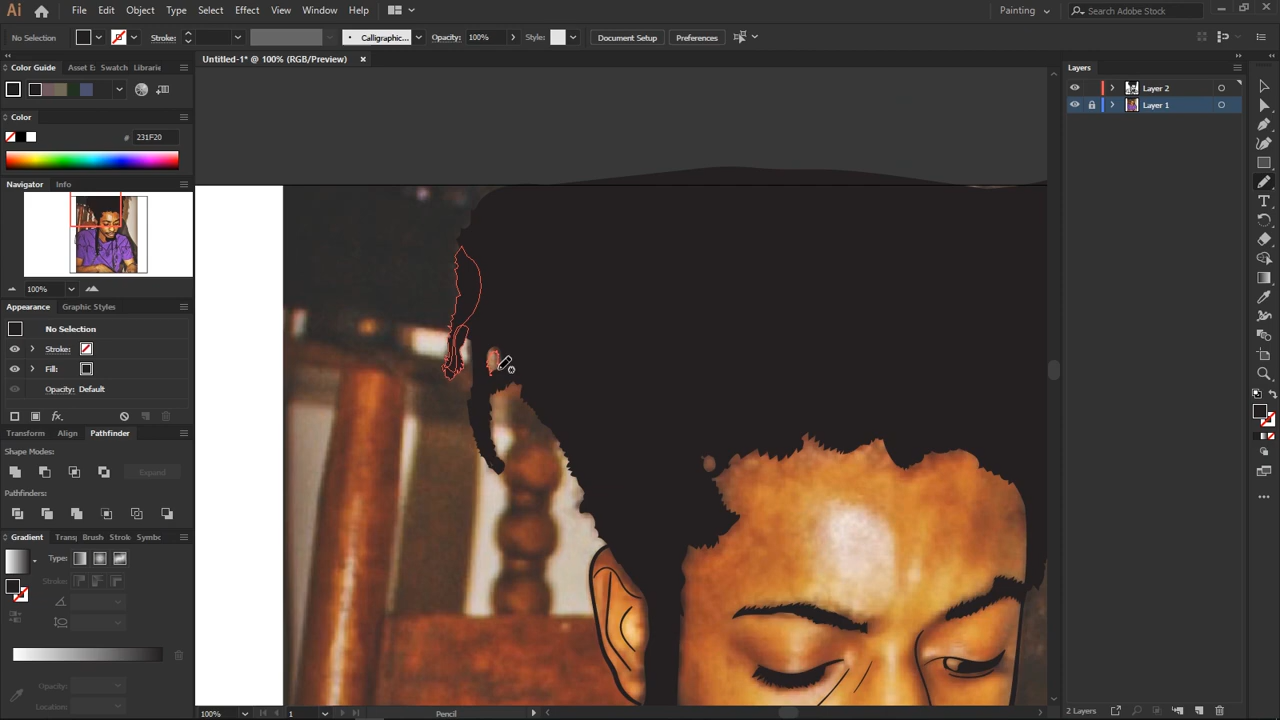 Ai File Edit Object Type Select Effect View Window Help Painting Search Adobe Stock
No Selection Stroke: Calligraphic... Opacity: 100% Style: Document Setup Preferences
Color Guide Asset E Swatch Librarie Untitled-1* @ 100% (RGB/Preview) Layers
Layer 2
Layer 1
Color
# 231F20
Navigator Info
100%
Appearance Graphic Styles
No Selection
Stroke:
Fill:
Opacity: Default
fx
Transform Align Pathfinder
Shape Modes:
Expand
Pathfinders:
Gradient Transp Brush Strok Symbc
Type:
Stroke:
Opacity:
Location:
100% 1 Pencil 2 Layers